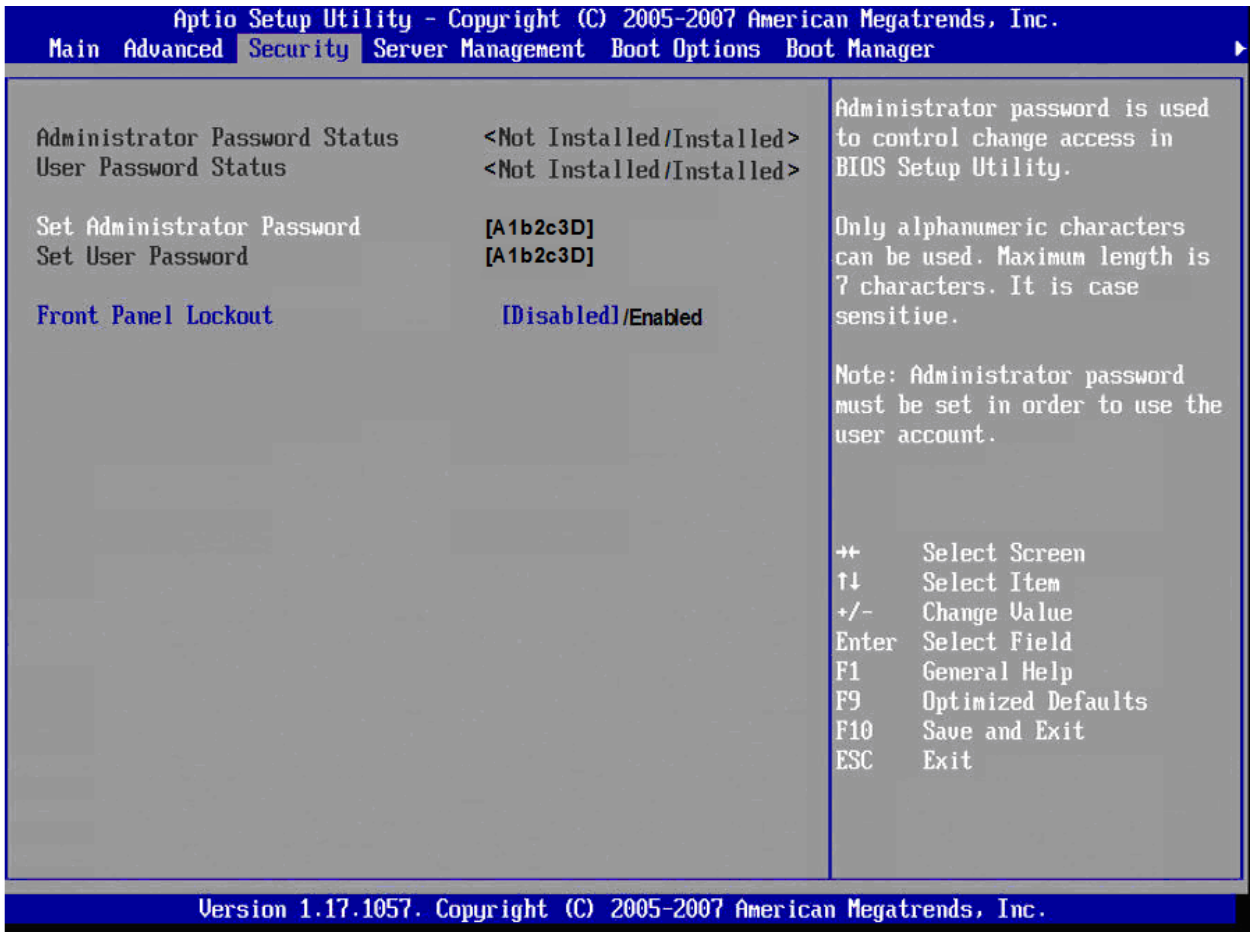 Aptio Setup Utility - Copyright (C) 2005-2007 American Megatrends, Inc.
Main Advanced Security Server Management Boot Options Boot Manager
Administrator Password Status <Not Installed/Installed>
User Password Status <Not Installed/Installed>
Set Administrator Password [A1b2c3D]
Set User Password [A1b2c3D]
Front Panel Lockout [Disabled]/Enabled
Administrator password is used
to control change access in
BIOS Setup Utility.
Only alphanumeric characters
can be used. Maximum length is
7 characters. It is case
sensitive.
Note: Administrator password
must be set in order to use the
user account.
→← Select Screen
↑↓ Select Item
+/- Change Value
Enter Select Field
F1 General Help
F9 Optimized Defaults
F10 Save and Exit
ESC Exit
Version 1.17.1057. Copyright (C) 2005-2007 American Megatrends, Inc.